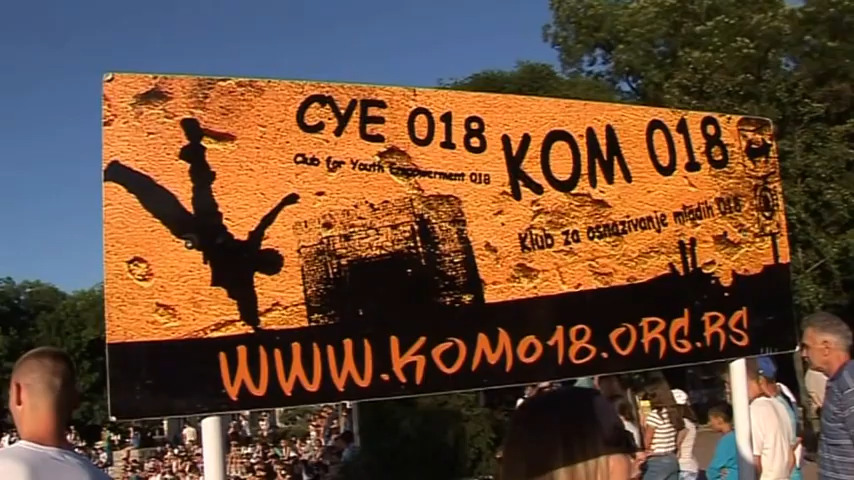 CYE 018
Club for Youth Empowerment 018
KOM 018
Klub za osnaživanje mladih 018
www.kom018.org.rs